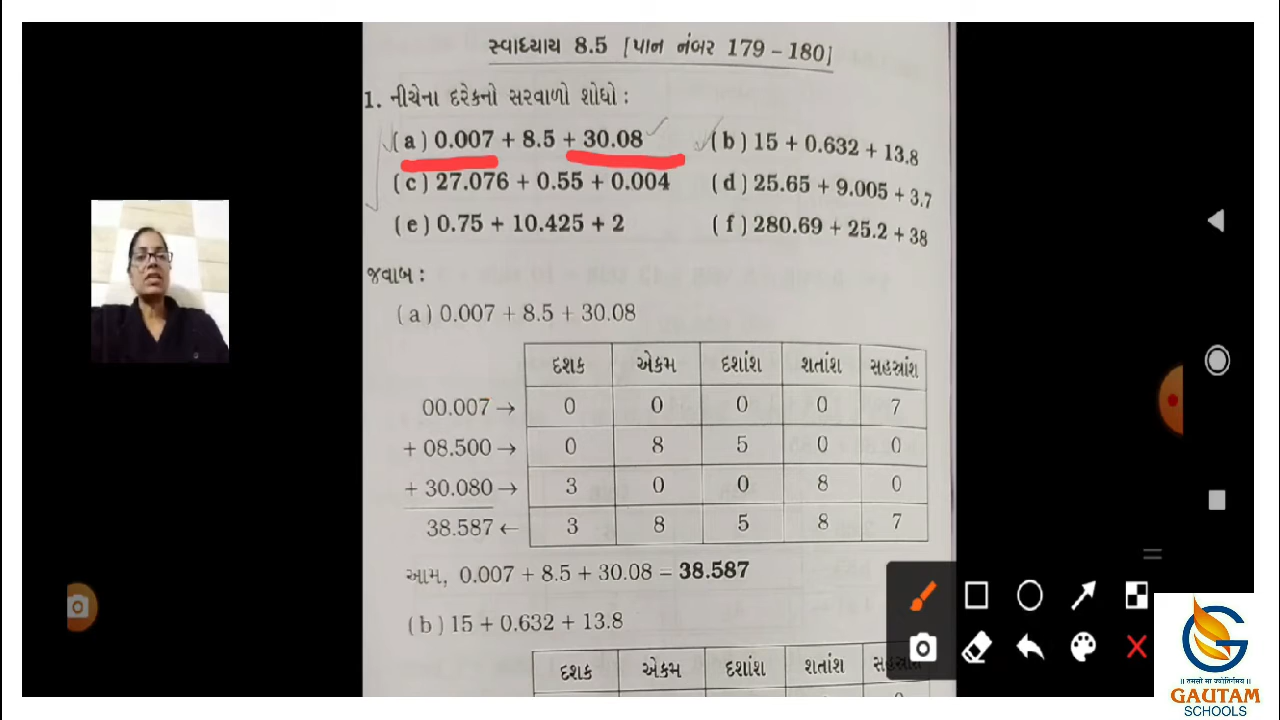 સ્વાધ્યાય 8.5 [પાન નંબર 179 – 180]
1. નીચેના દરેકનો સરવાળો શોધો :
(a) 0.007 + 8.5 + 30.08 (b) 15 + 0.632 + 13.8
(c) 27.076 + 0.55 + 0.004 (d) 25.65 + 9.005 + 3.7
(e) 0.75 + 10.425 + 2 (f) 280.69 + 25.2 + 38
જવાબ :
(a) 0.007 + 8.5 + 30.08
દશક એકમ દશાંશ શતાંશ સહસ્ત્રાંશ
00.007 → 0 0 0 0 7
+ 08.500 → 0 8 5 0 0
+ 30.080 → 3 0 0 8 0
38.587 ← 3 8 5 8 7
આમ, 0.007 + 8.5 + 30.08 = 38.587
(b) 15 + 0.632 + 13.8
દશક એકમ દશાંશ શતાંશ
॥ तमसो मा ज्योतिर्गमय ॥
GAUTAM
SCHOOLS